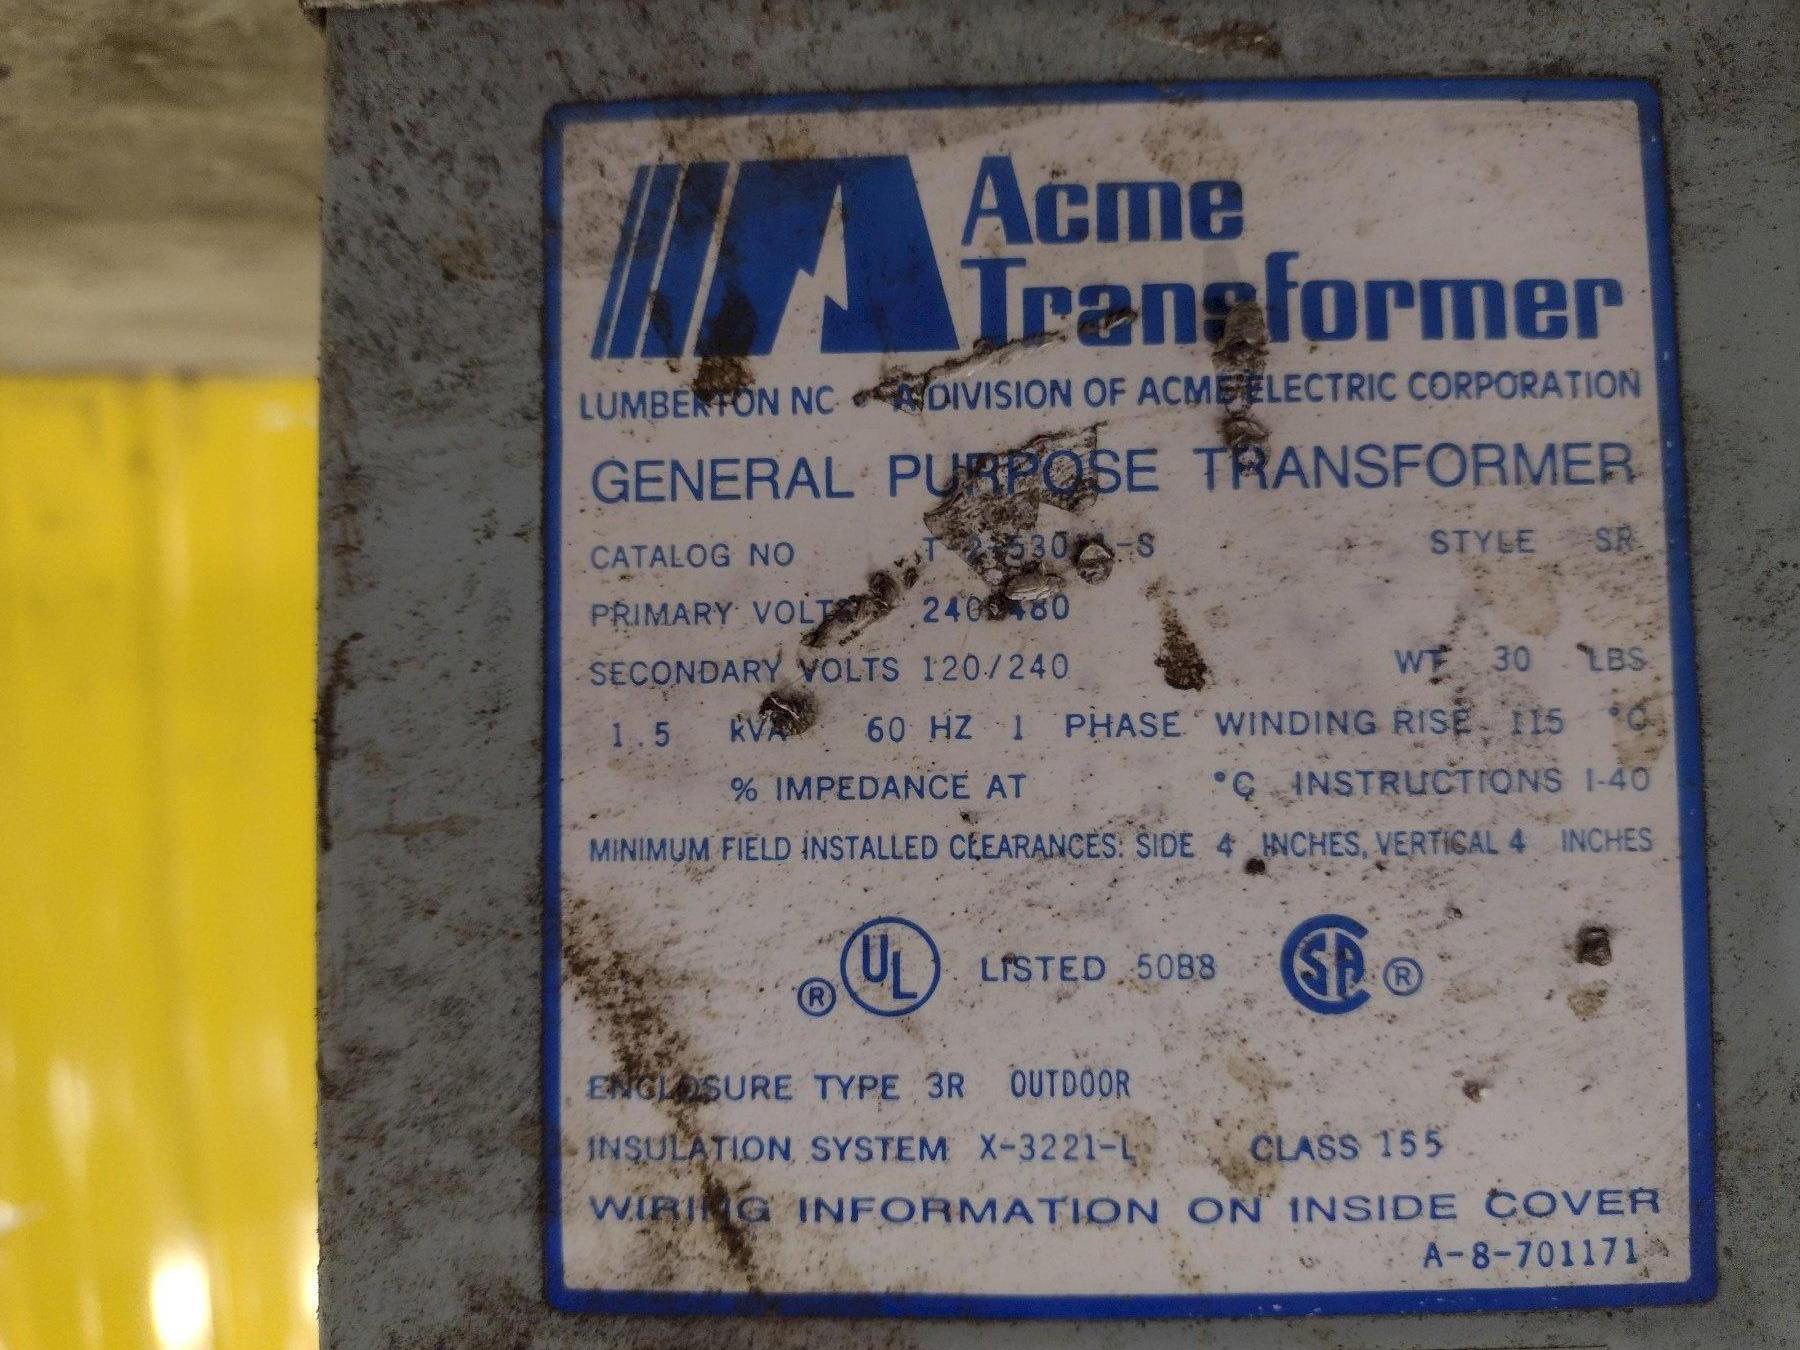 Acme
Transformer
LUMBERTON NC A DIVISION OF ACME ELECTRIC CORPORATION
GENERAL PURPOSE TRANSFORMER
CATALOG NO STYLE SR
PRIMARY VOLTS 240 480
SECONDARY VOLTS 120/240 WT 30 LBS
1.5 kVA 60 HZ 1 PHASE WINDING RISE 115 °C
% IMPEDANCE AT °C INSTRUCTIONS I-40
MINIMUM FIELD INSTALLED CLEARANCES: SIDE 4 INCHES, VERTICAL 4 INCHES
® UL LISTED 50B8 SA ®
ENCLOSURE TYPE 3R OUTDOOR
INSULATION SYSTEM X-3221-L CLASS 155
WIRING INFORMATION ON INSIDE COVER
A-8-701171